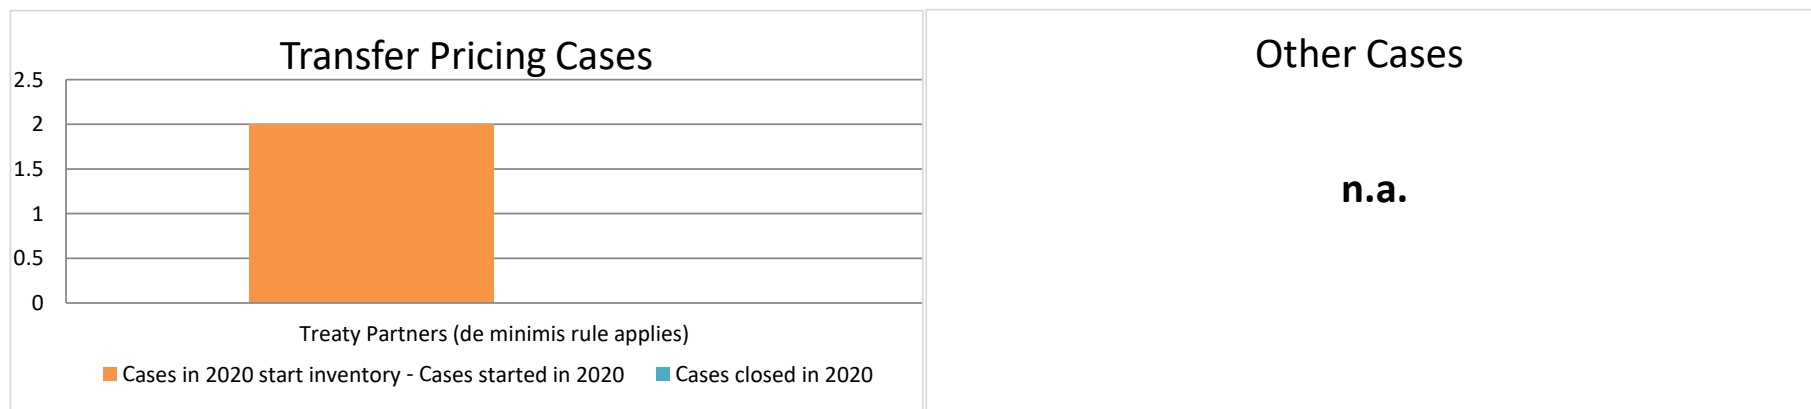 Transfer Pricing Cases
2.5
2
1.5
1
0.5
0
Treaty Partners (de minimis rule applies)
Cases in 2020 start inventory - Cases started in 2020
Cases closed in 2020
Other Cases
n.a.